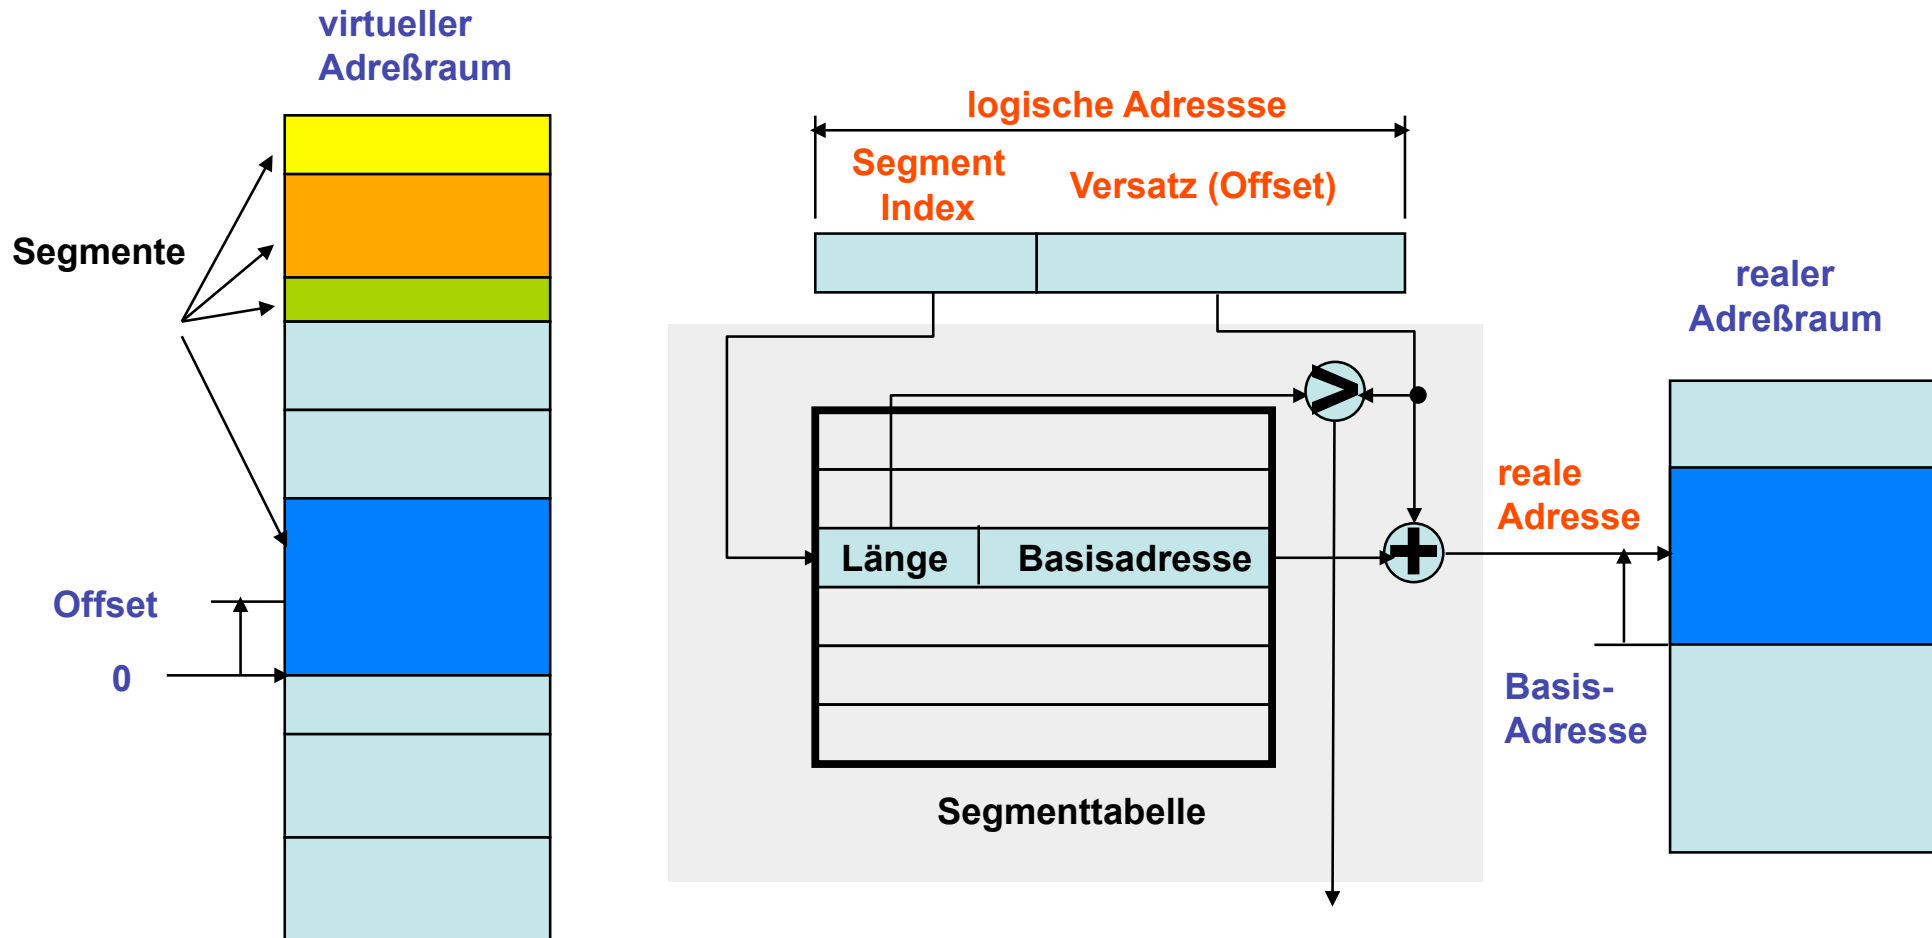 virtueller
Adreßraum
logische Adressse
Segment
Index
Versatz (Offset)
Segmente
realer
Adreßraum
>
reale
Adresse
Länge
Basisadresse
+
Offset
0
Basis-
Adresse
Segmenttabelle